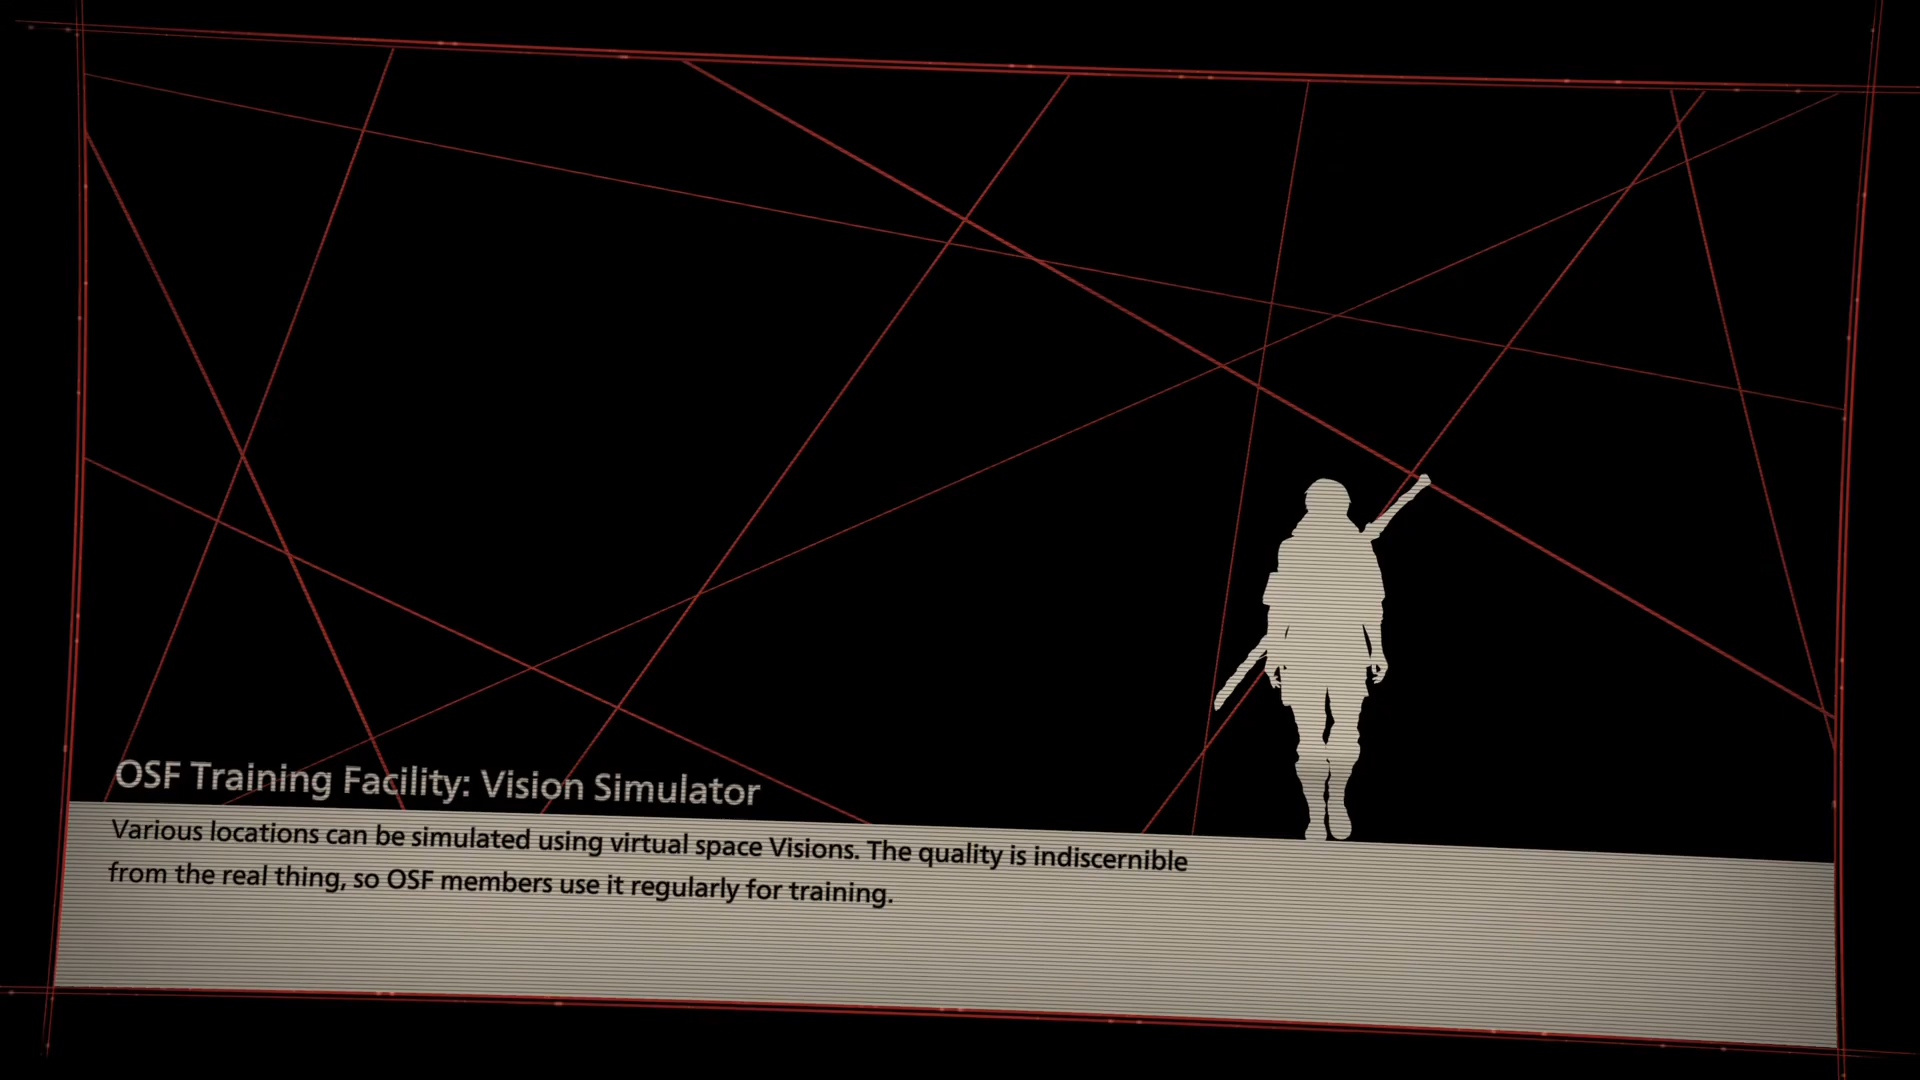 OSF Training Facility: Vision Simulator
Various locations can be simulated using virtual space Visions. The quality is indiscernible
from the real thing, so OSF members use it regularly for training.